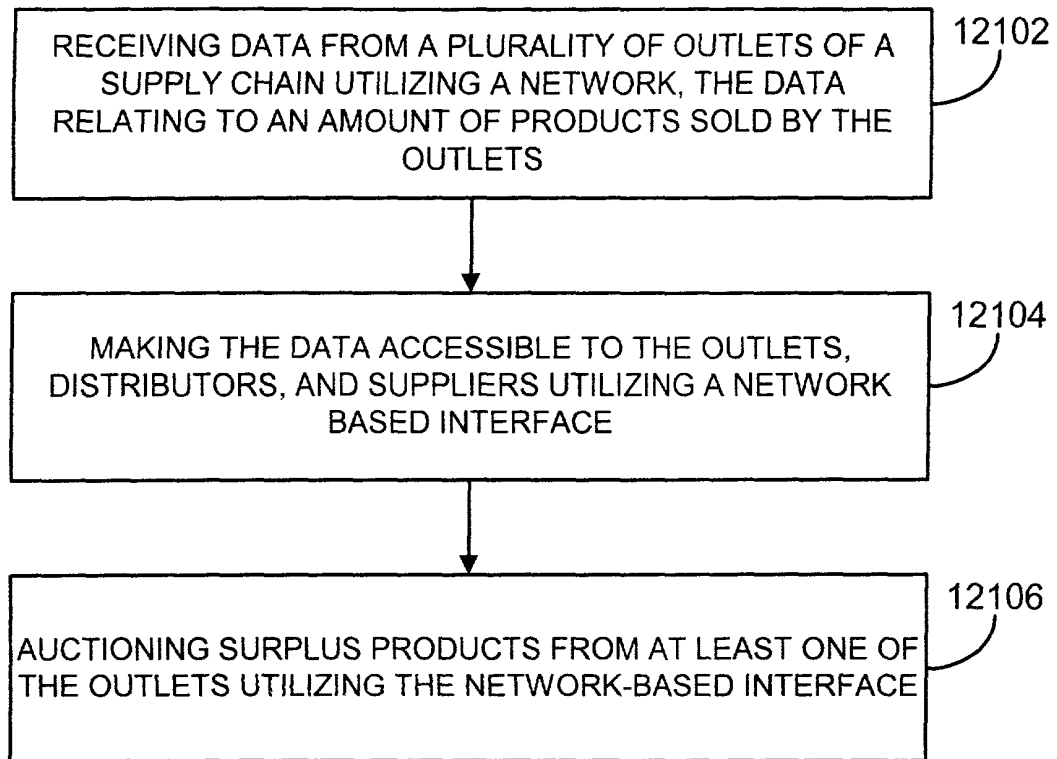 RECEIVING DATA FROM A PLURALITY OF OUTLETS OF A
SUPPLY CHAIN UTILIZING A NETWORK, THE DATA
RELATING TO AN AMOUNT OF PRODUCTS SOLD BY THE
OUTLETS
12102
MAKING THE DATA ACCESSIBLE TO THE OUTLETS,
DISTRIBUTORS, AND SUPPLIERS UTILIZING A NETWORK
BASED INTERFACE
12104
AUCTIONING SURPLUS PRODUCTS FROM AT LEAST ONE OF
THE OUTLETS UTILIZING THE NETWORK-BASED INTERFACE
12106